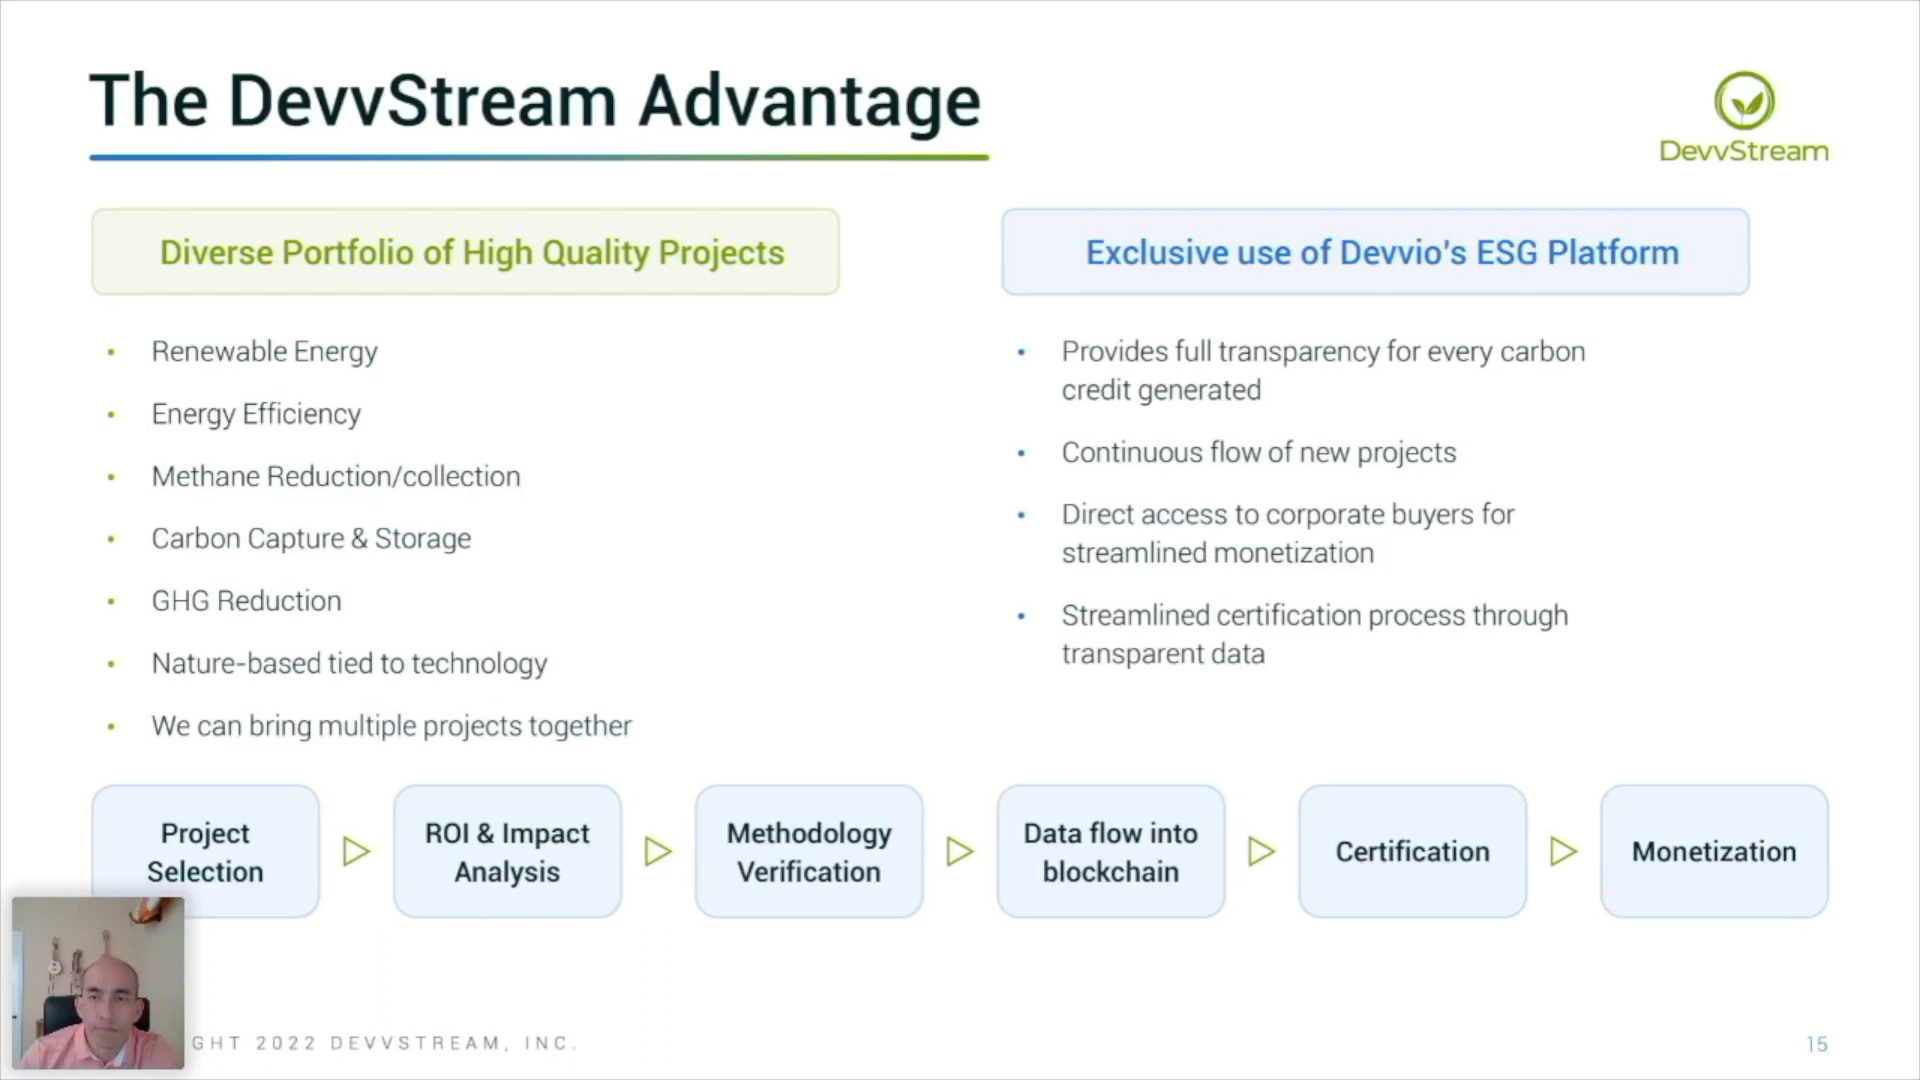 The DevvStream Advantage
DevvStream
Diverse Portfolio of High Quality Projects
• Renewable Energy
• Energy Efficiency
• Methane Reduction/collection
• Carbon Capture & Storage
• GHG Reduction
• Nature-based tied to technology
• We can bring multiple projects together
Exclusive use of Devvio's ESG Platform
• Provides full transparency for every carbon
credit generated
• Continuous flow of new projects
• Direct access to corporate buyers for
streamlined monetization
• Streamlined certification process through
transparent data
Project
Selection
ROI & Impact
Analysis
Methodology
Verification
Data flow into
blockchain
Certification
Monetization
GHT 2022 DEVVSTREAM, INC.
15